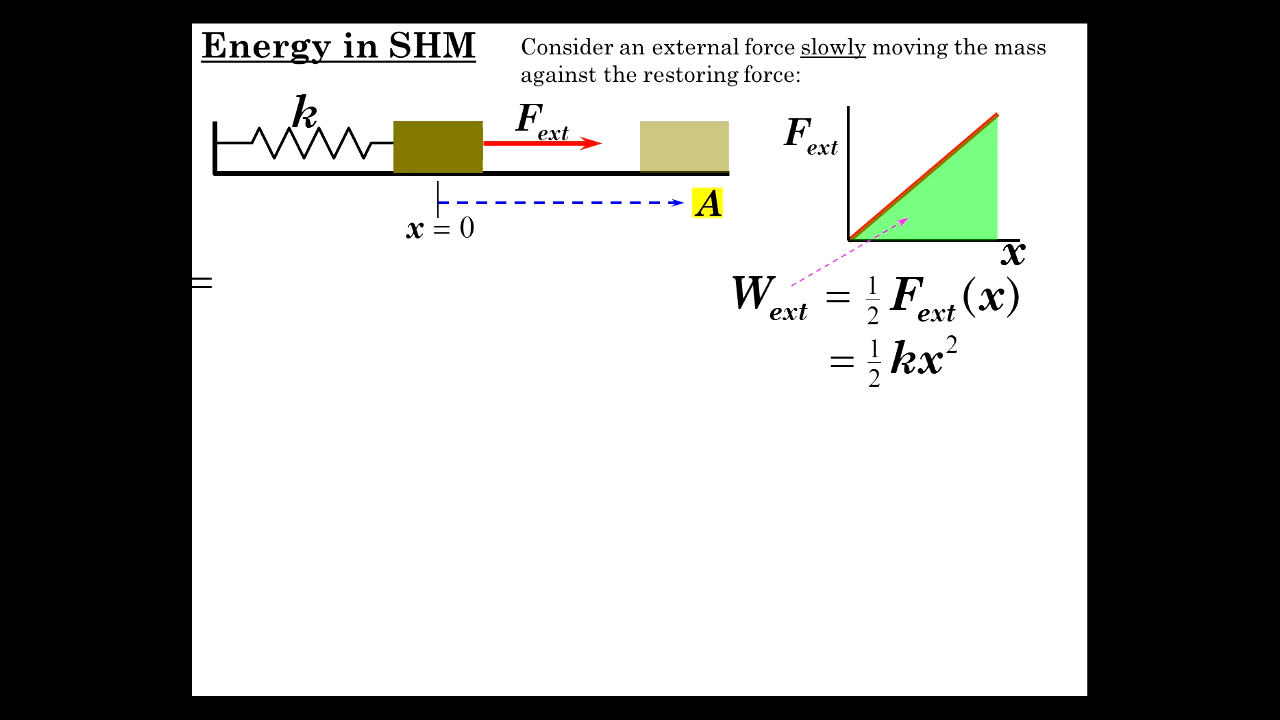 Energy in SHM
Consider an external force slowly moving the mass
against the restoring force:
k
F_ext
A
x = 0
F_ext
x
=
W_ext = ½ F_ext (x)
= ½ kx²